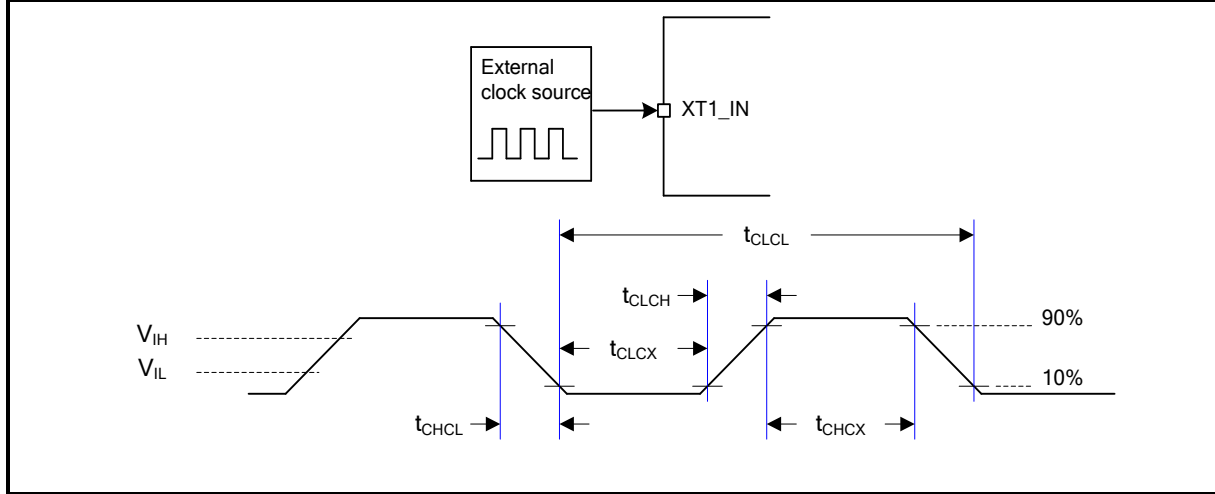 External
clock source
XT1_IN
tCLCL
tCLCH
90%
VIH
tCLCX
VIL
10%
tCHCL
tCHCX